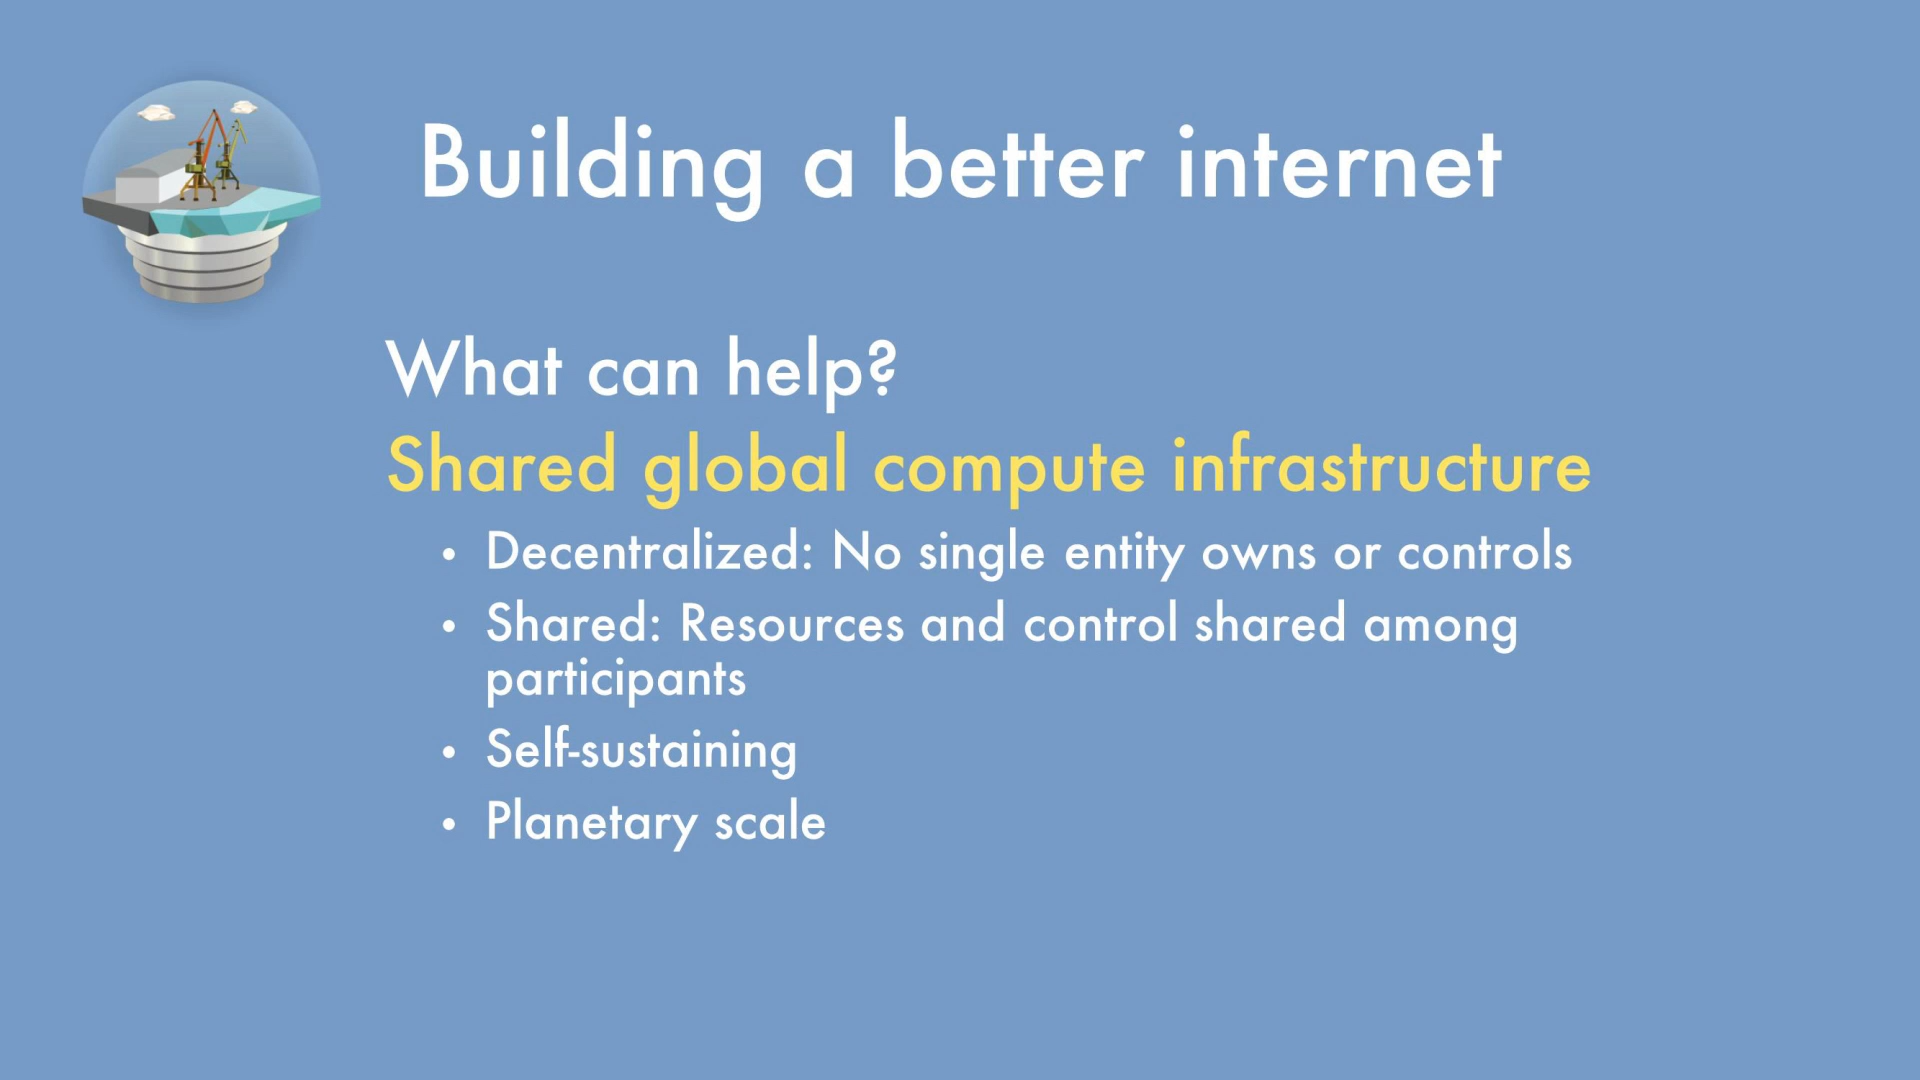 Building a better internet
What can help?
Shared global compute infrastructure
• Decentralized: No single entity owns or controls
• Shared: Resources and control shared among
participants
• Self-sustaining
• Planetary scale